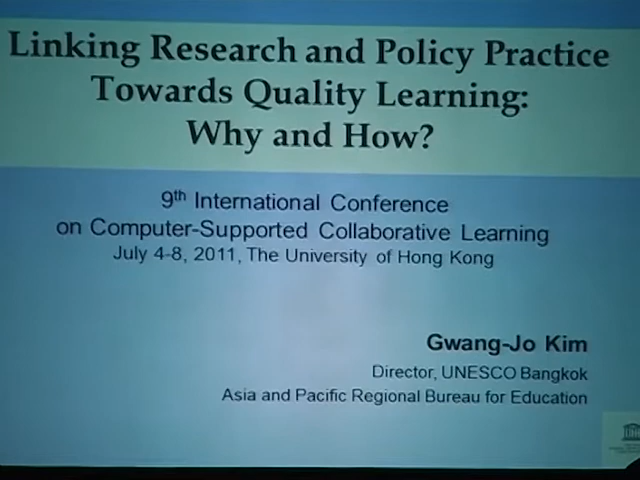 Linking Research and Policy Practice
Towards Quality Learning:
Why and How?
9th International Conference
on Computer-Supported Collaborative Learning
July 4-8, 2011, The University of Hong Kong
Gwang-Jo Kim
Director, UNESCO Bangkok
Asia and Pacific Regional Bureau for Education